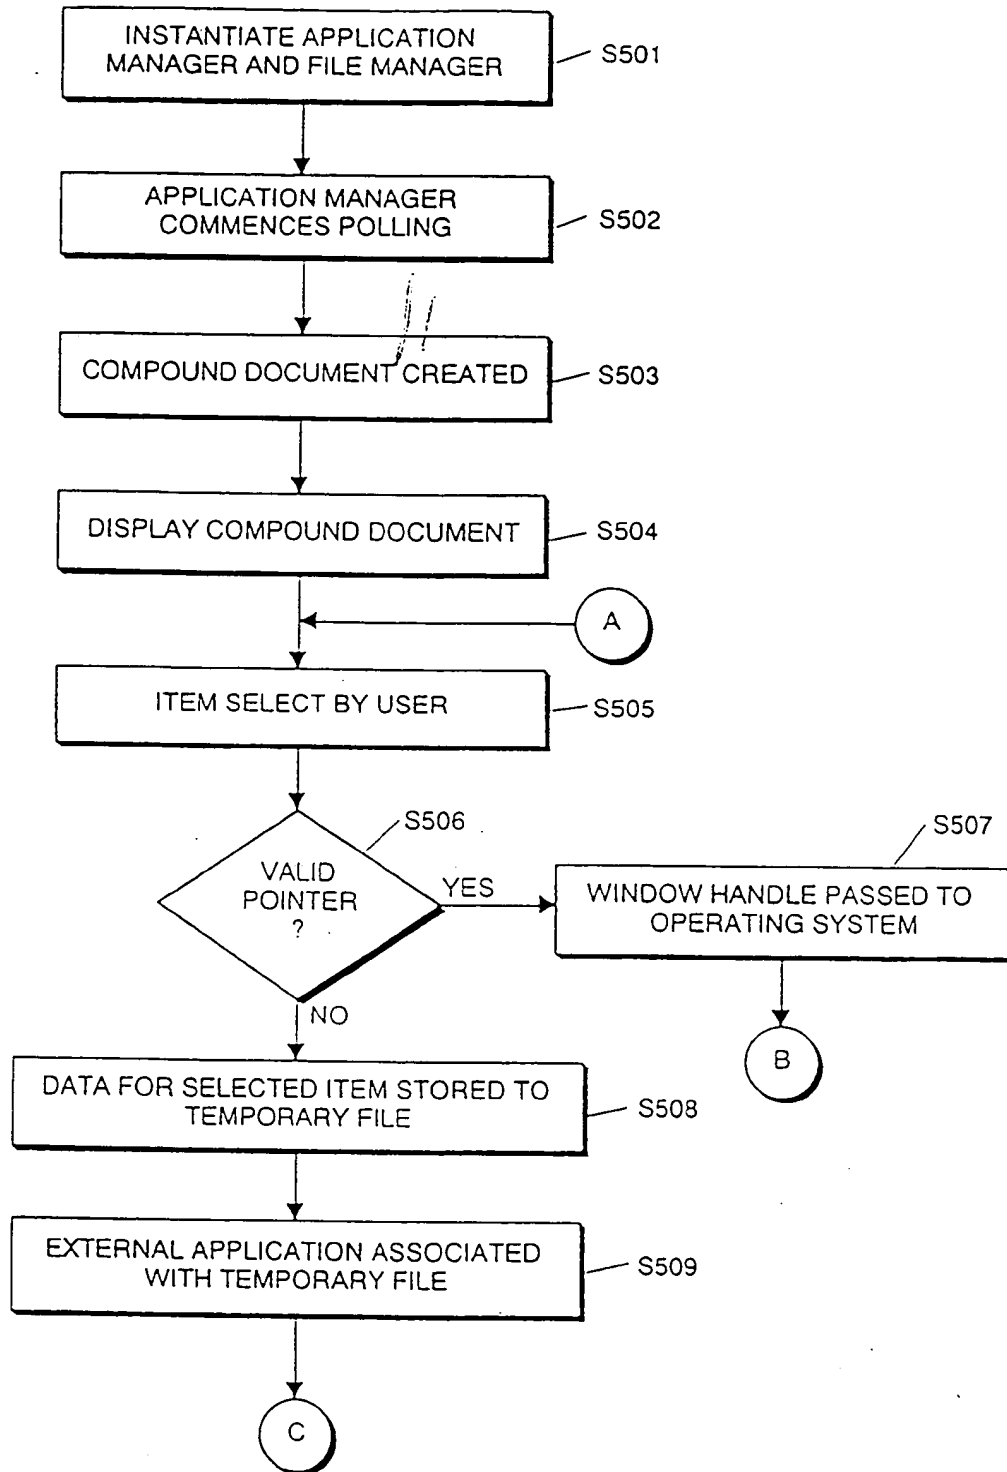 INSTANTIATE APPLICATION
MANAGER AND FILE MANAGER
S501
APPLICATION MANAGER
COMMENCES POLLING
S502
COMPOUND DOCUMENT CREATED
S503
DISPLAY COMPOUND DOCUMENT
S504
A
ITEM SELECT BY USER
S505
S506
VALID
POINTER
?
YES
S507
WINDOW HANDLE PASSED TO
OPERATING SYSTEM
NO
B
DATA FOR SELECTED ITEM STORED TO
TEMPORARY FILE
S508
EXTERNAL APPLICATION ASSOCIATED
WITH TEMPORARY FILE
S509
C